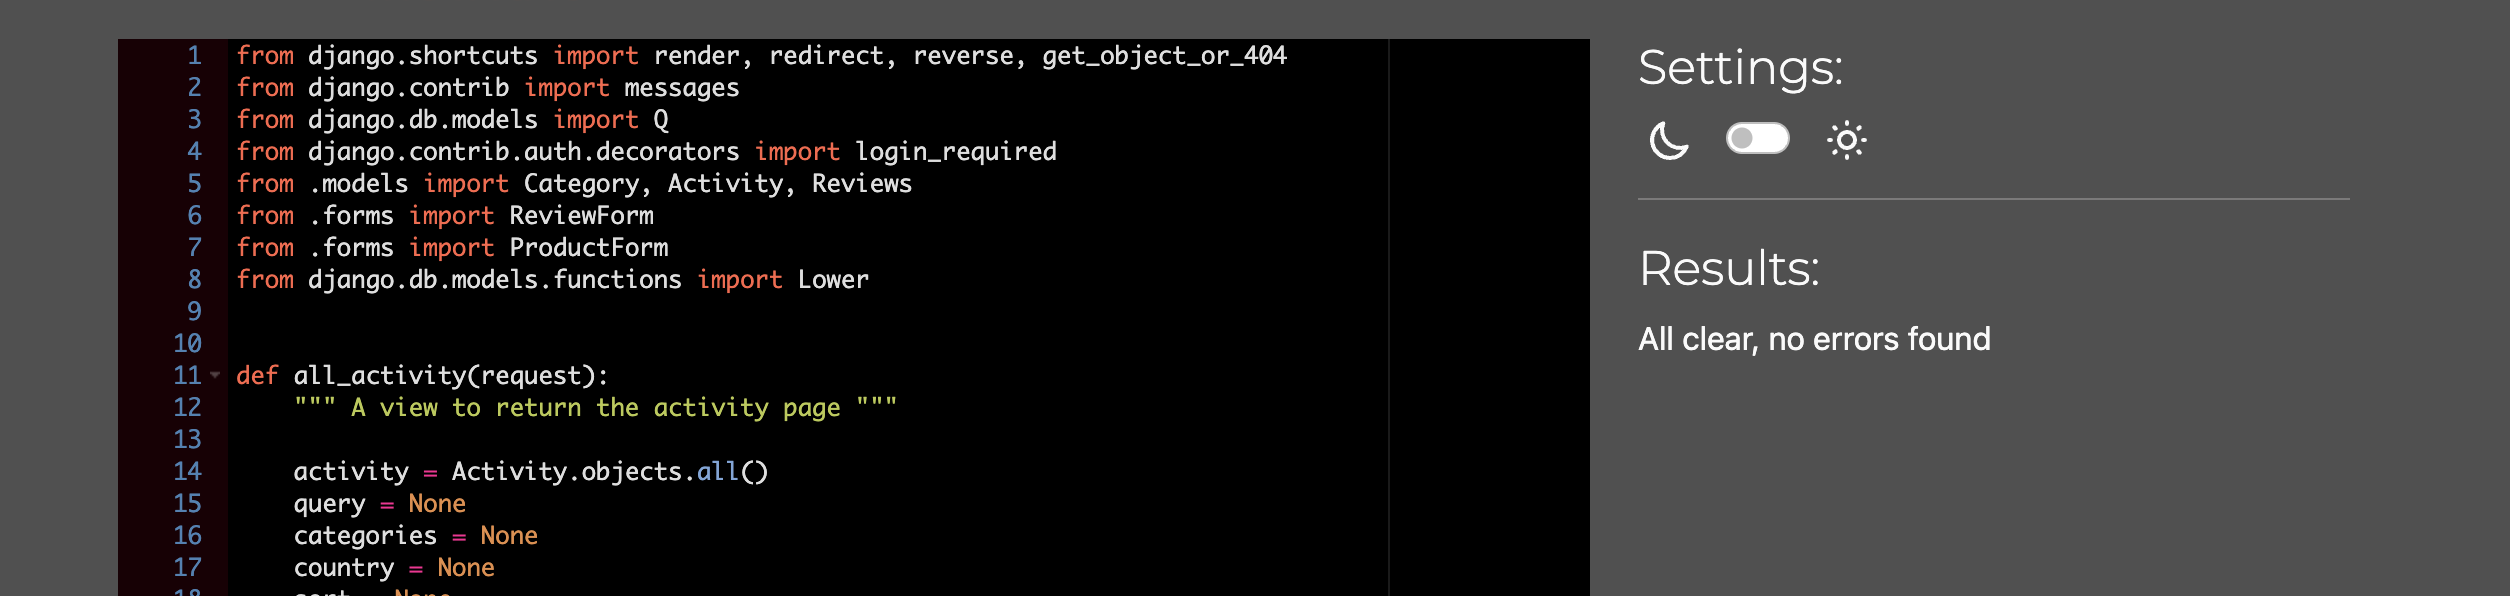 1 from django.shortcuts import render, redirect, reverse, get_object_or_404
2 from django.contrib import messages
3 from django.db.models import Q
4 from django.contrib.auth.decorators import login_required
5 from .models import Category, Activity, Reviews
6 from .forms import ReviewForm
7 from .forms import ProductForm
8 from django.db.models.functions import Lower
9
10
11 def all_activity(request):
12     """ A view to return the activity page """
13
14     activity = Activity.objects.all()
15     query = None
16     categories = None
17     country = None
18     sort = None
Settings:
Results:
All clear, no errors found